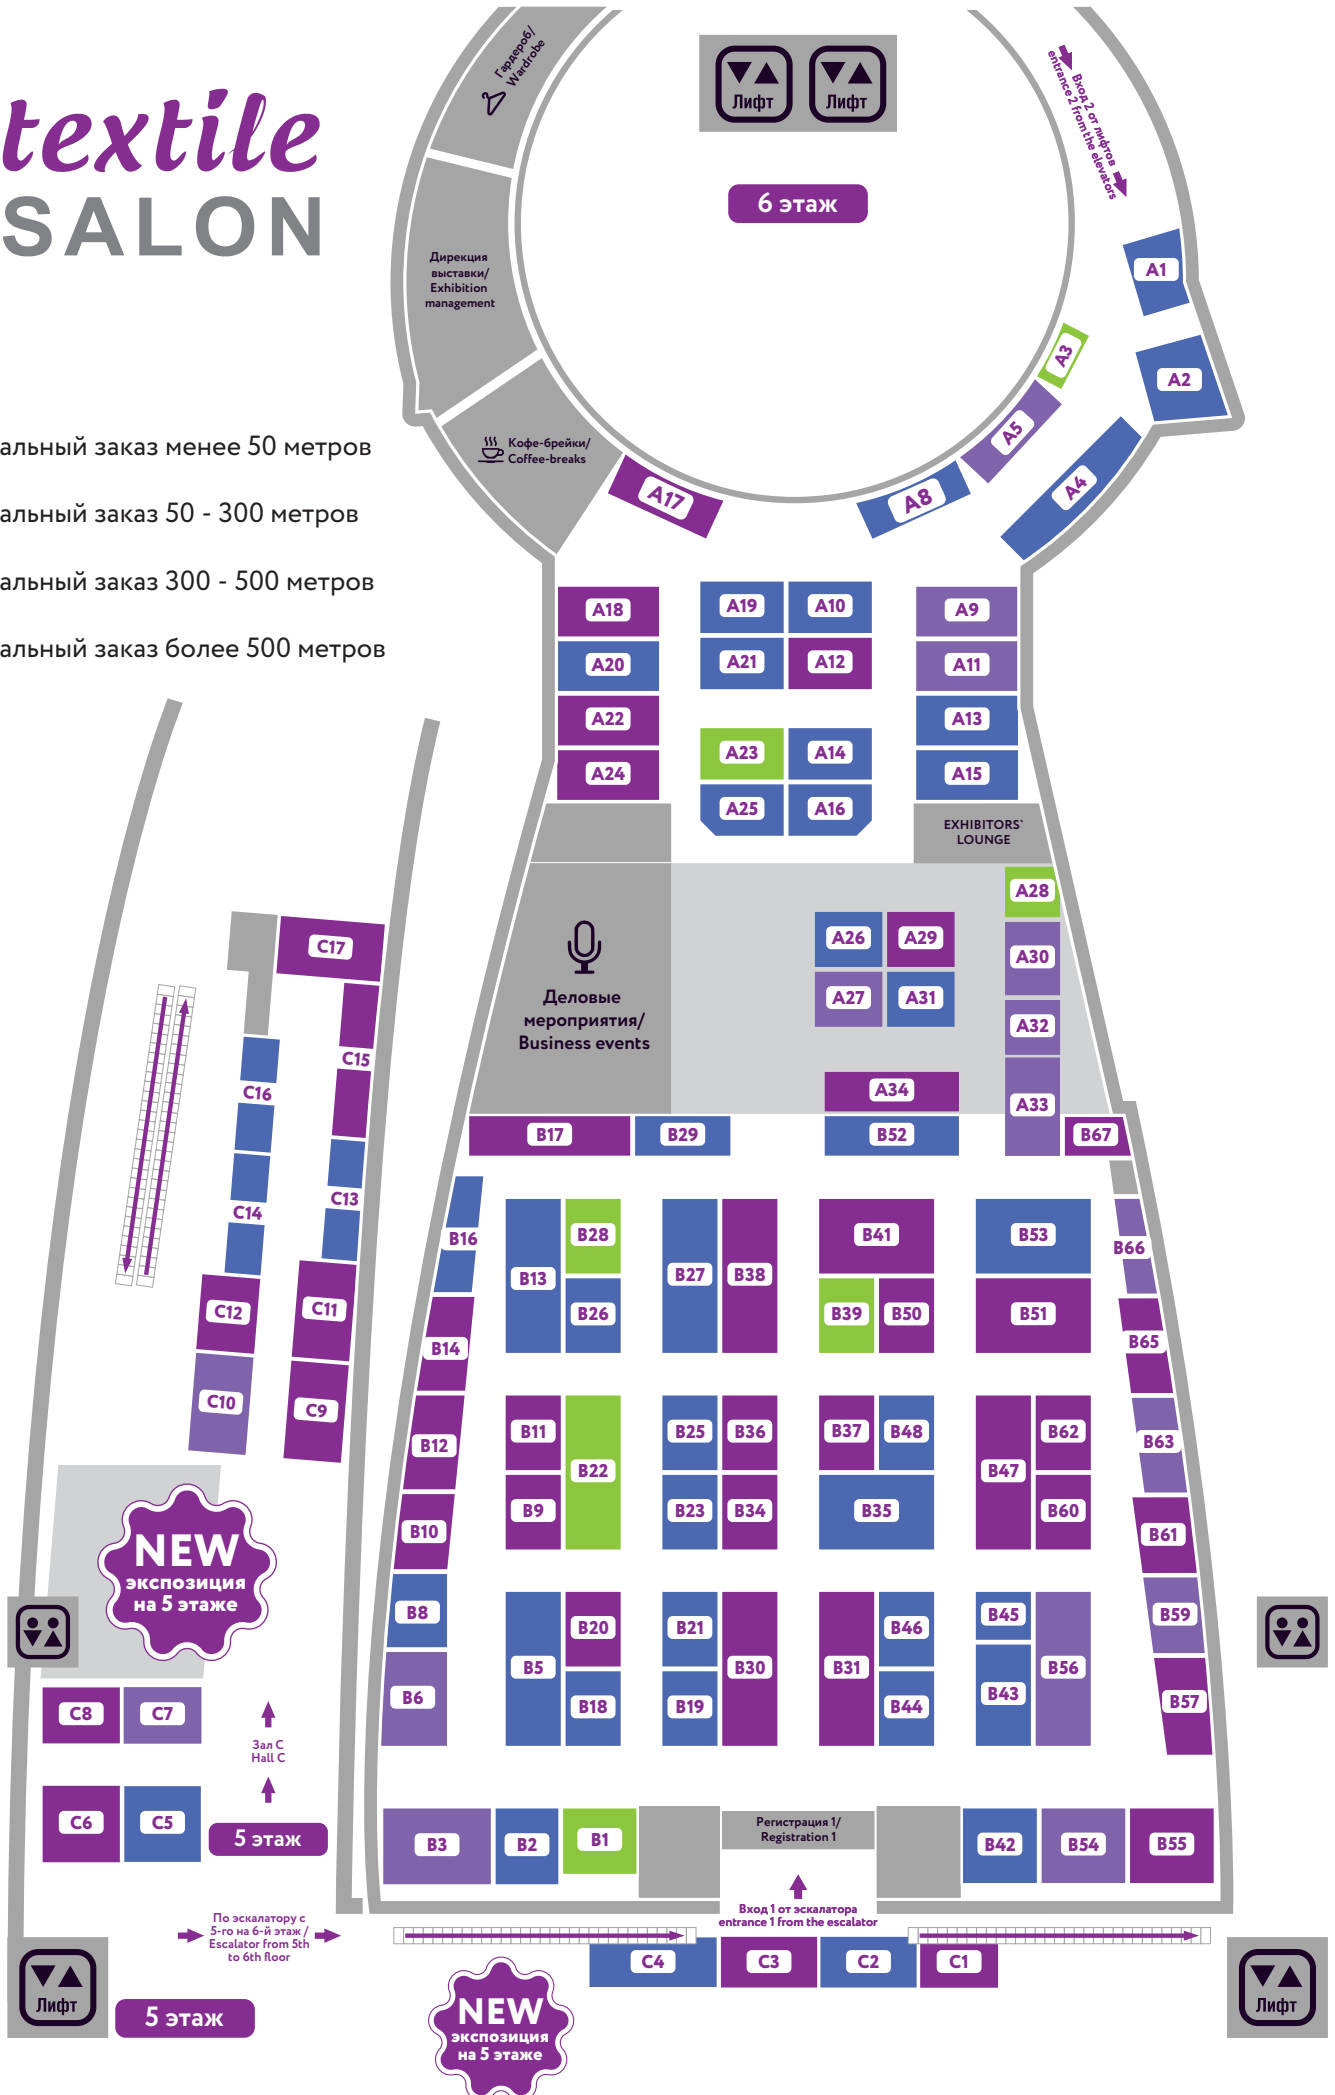 textile
SALON
Гардероб/
Wardrobe
Лифт
Лифт
6 этаж
Вход 2 от лифтов
entrance 2 from the elevators
Дирекция
выставки/
Exhibition
management
Кофе-брейки/
Coffee-breaks
альный заказ менее 50 метров
альный заказ 50 - 300 метров
альный заказ 300 - 500 метров
альный заказ более 500 метров
A1
A2
A3
A5
A4
A8
A17
A18
A19
A10
A9
A20
A21
A12
A11
A22
A13
A24
A23
A14
A15
A25
A16
EXHIBITORS`
LOUNGE
A28
A26
A29
A30
A27
A31
A32
A34
A33
Деловые
мероприятия/
Business events
B17
B29
B52
B67
C17
C15
C16
C13
C14
C12
C11
C10
C9
B16
B13
B28
B26
B27
B38
B41
B39
B50
B53
B51
B66
B14
B65
B12
B11
B22
B25
B36
B37
B48
B47
B62
B63
B10
B9
B23
B34
B35
B60
B61
B8
B5
B20
B21
B30
B31
B46
B45
B56
B59
B6
B18
B19
B44
B43
B57
NEW
экспозиция
на 5 этаже
C8
C7
Зал C
Hall C
C6
C5
5 этаж
B3
B2
B1
Регистрация 1/
Registration 1
B42
B54
B55
Вход 1 от эскалатора
entrance 1 from the escalator
По эскалатору с
5-го на 6-й этаж /
Escalator from 5th
to 6th floor
C4
C3
C2
C1
Лифт
5 этаж
NEW
экспозиция
на 5 этаже
Лифт